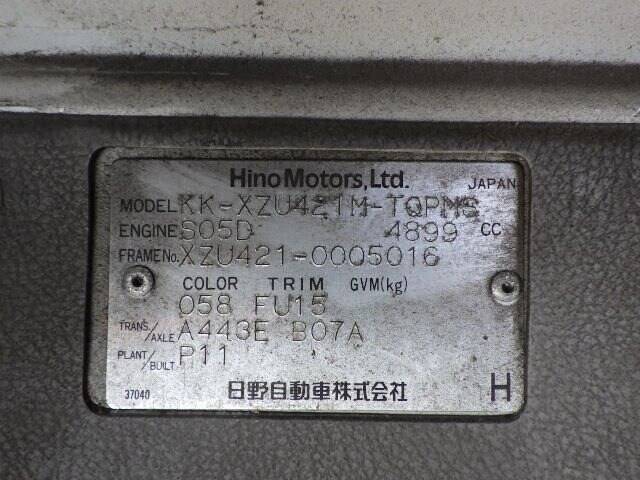 Hino Motors, Ltd. JAPAN
MODEL KK-XZU421M-TQPMS
ENGINE S05D 4899 CC
FRAME No. XZU421-0005016
COLOR TRIM GVM(kg)
058 FU15
TRANS./AXLE A443E B07A
PLANT/BUILT P11
37040 日野自動車株式会社 H